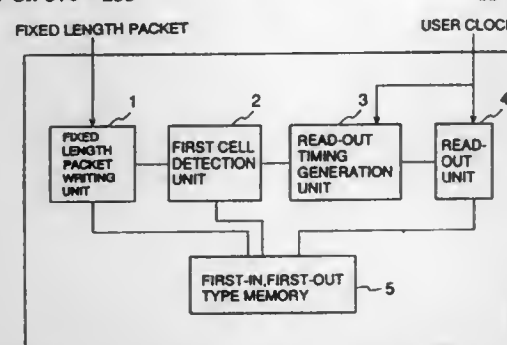 FIXED LENGTH PACKET
USER CLOCK
1
2
3
4
FIXED
LENGTH
PACKET
WRITING
UNIT
FIRST CELL
DETECTION
UNIT
READ-OUT
TIMING
GENERATION
UNIT
READ-
OUT
UNIT
FIRST-IN,FIRST-OUT
TYPE MEMORY
5